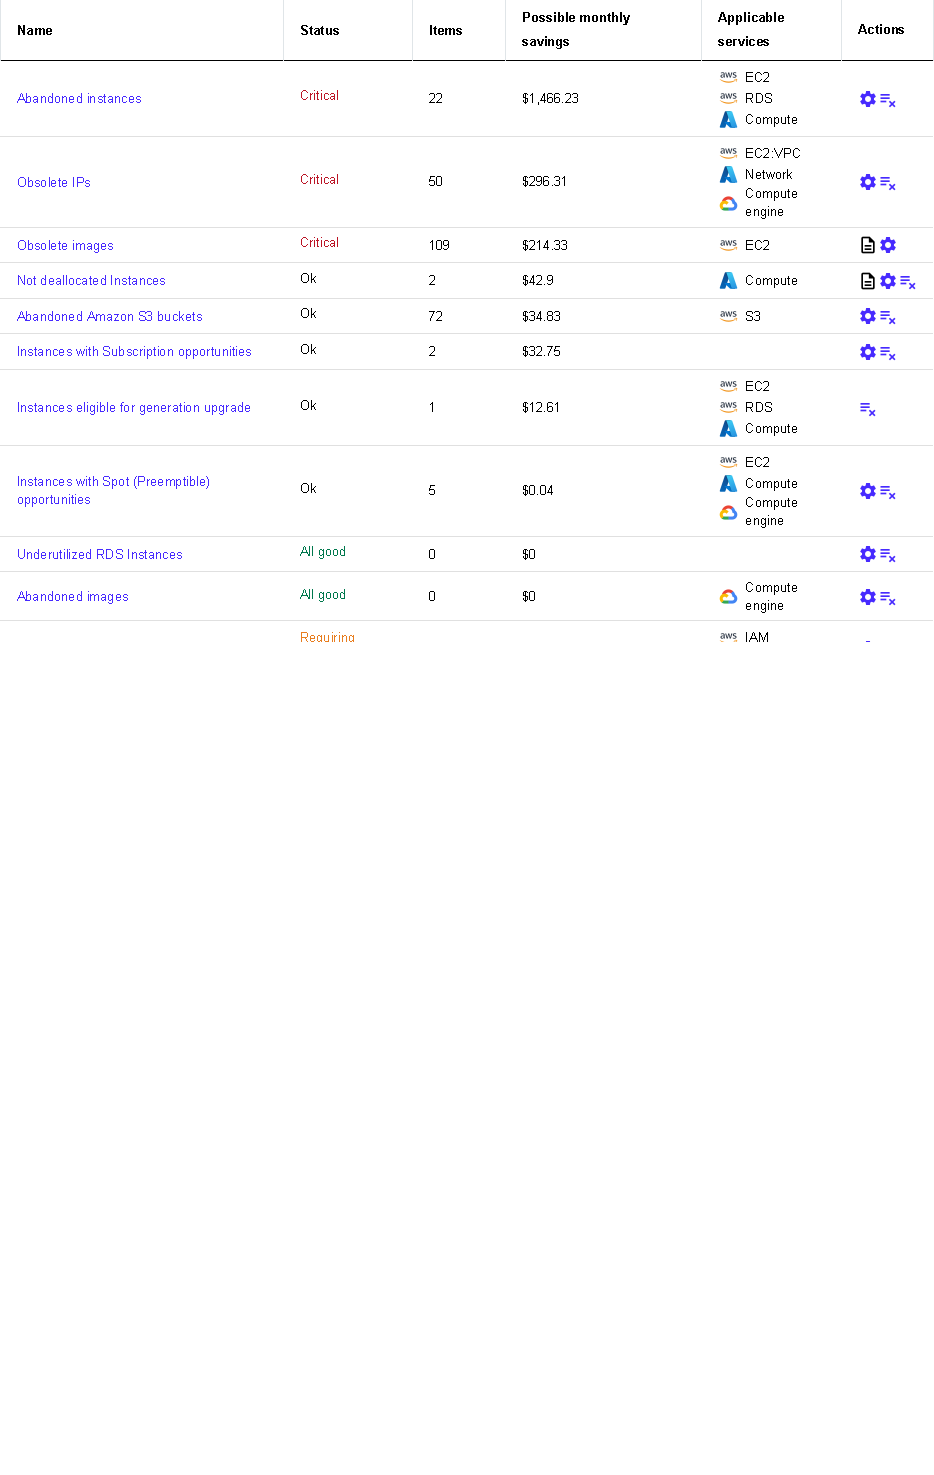 Name Status Items Possible monthly savings Applicable services Actions
Abandoned instances Critical 22 $1,466.23 aws EC2
aws RDS
Compute
Obsolete IPs Critical 50 $296.31 aws EC2:VPC
Network
Compute engine
Obsolete images Critical 109 $214.33 aws EC2
Not deallocated Instances Ok 2 $42.9 Compute
Abandoned Amazon S3 buckets Ok 72 $34.83 aws S3
Instances with Subscription opportunities Ok 2 $32.75
Instances eligible for generation upgrade Ok 1 $12.61 aws EC2
aws RDS
Compute
Instances with Spot (Preemptible) opportunities Ok 5 $0.04 aws EC2
Compute
Compute engine
Underutilized RDS Instances All good 0 $0
Abandoned images All good 0 $0 Compute engine
Requiring aws IAM